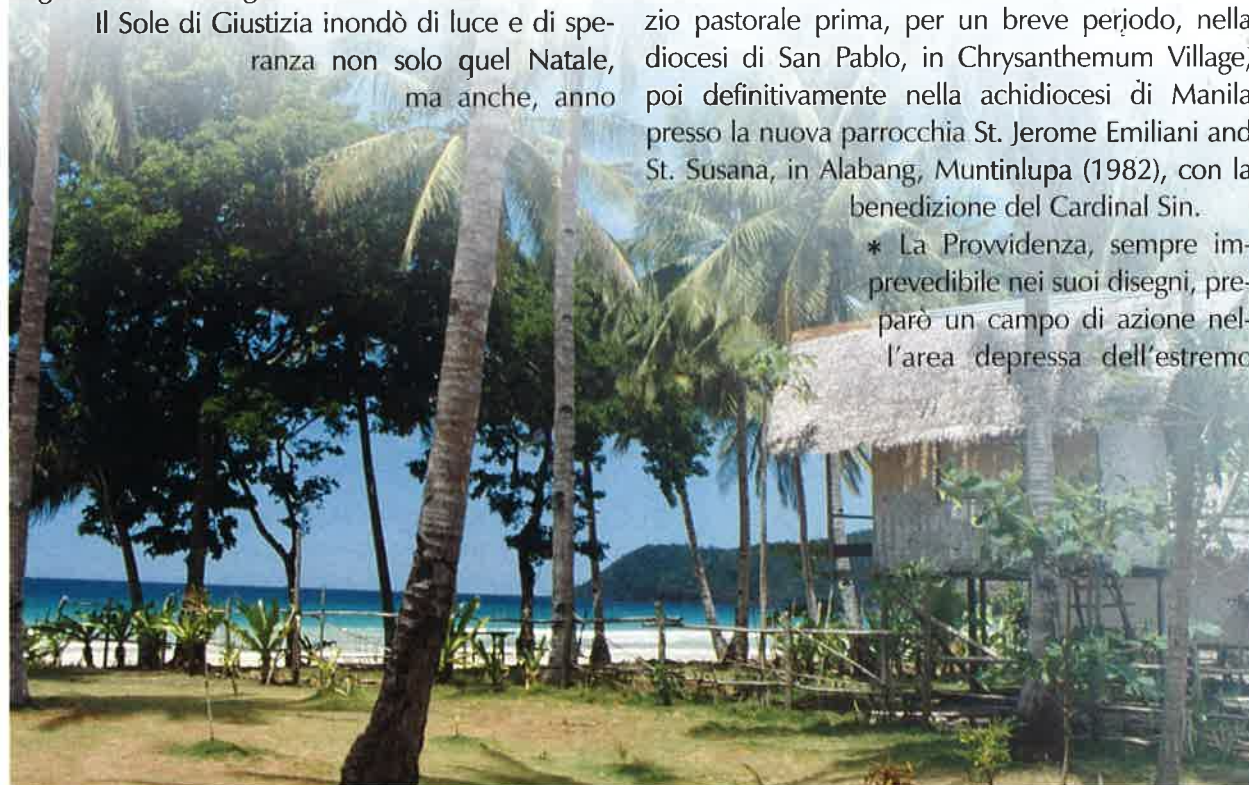 Il Sole di Giustizia inondò di luce e di spe-
ranza non solo quel Natale,
ma anche, anno
zio pastorale prima, per un breve periodo, nella
diocesi di San Pablo, in Chrysanthemum Village,
poi definitivamente nella achidiocesi di Manila
presso la nuova parrocchia St. Jerome Emiliani and
St. Susana, in Alabang, Muntinlupa (1982), con la
benedizione del Cardinal Sin.
* La Provvidenza, sempre im-
prevedibile nei suoi disegni, pre-
parò un campo di azione nel-
l'area depressa dell'estremo